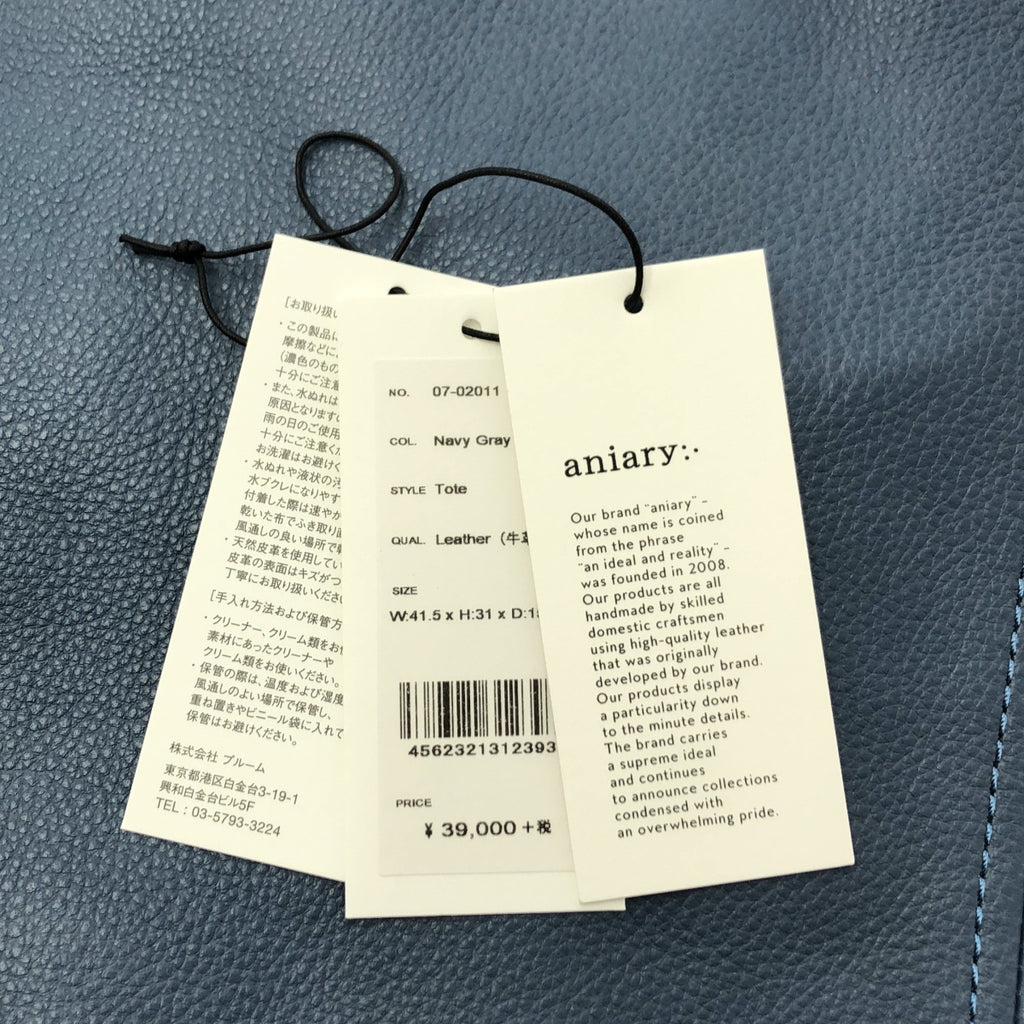 [お取り扱い
・この製品に
摩擦などに
(濃色のもの
十分にご注意
・また、水ぬれは
原因となりますの
雨の日のご使用
十分にご注意く
お洗濯はお避けく
・水ぬれや液状の汚
水ブクレになりやす
付着した際は速やか
乾いた布でふき取り
風通しの良い場所で
・天然皮革を使用してい
皮革の表面はキズがつ
丁寧にお取り扱いくださ
[手入れ方法および保管方
・クリーナー、クリーム類をお
素材にあったクリーナーや
クリーム類をお使いください。
・保管の際は、温度および湿度
風通しのよい場所で保管し、
重ね置きやビニール袋に入れて
保管はお避けください。
株式会社 プルーム
東京都港区白金台3-19-1
興和白金台ビル5F
TEL : 03-5793-3224
NO. 07-02011
COL. Navy Gray
STYLE Tote
QUAL. Leather (牛革
SIZE
W:41.5 x H:31 x D:1
4562321312393
PRICE
¥ 39,000 +税
aniary:.
Our brand "aniary" –
whose name is coined
from the phrase
"an ideal and reality" –
was founded in 2008.
Our products are all
handmade by skilled
domestic craftsmen
using high-quality leather
that was originally
developed by our brand.
Our products display
a particularity down
to the minute details.
The brand carries
a supreme ideal
and continues
to announce collections
condensed with
an overwhelming pride.